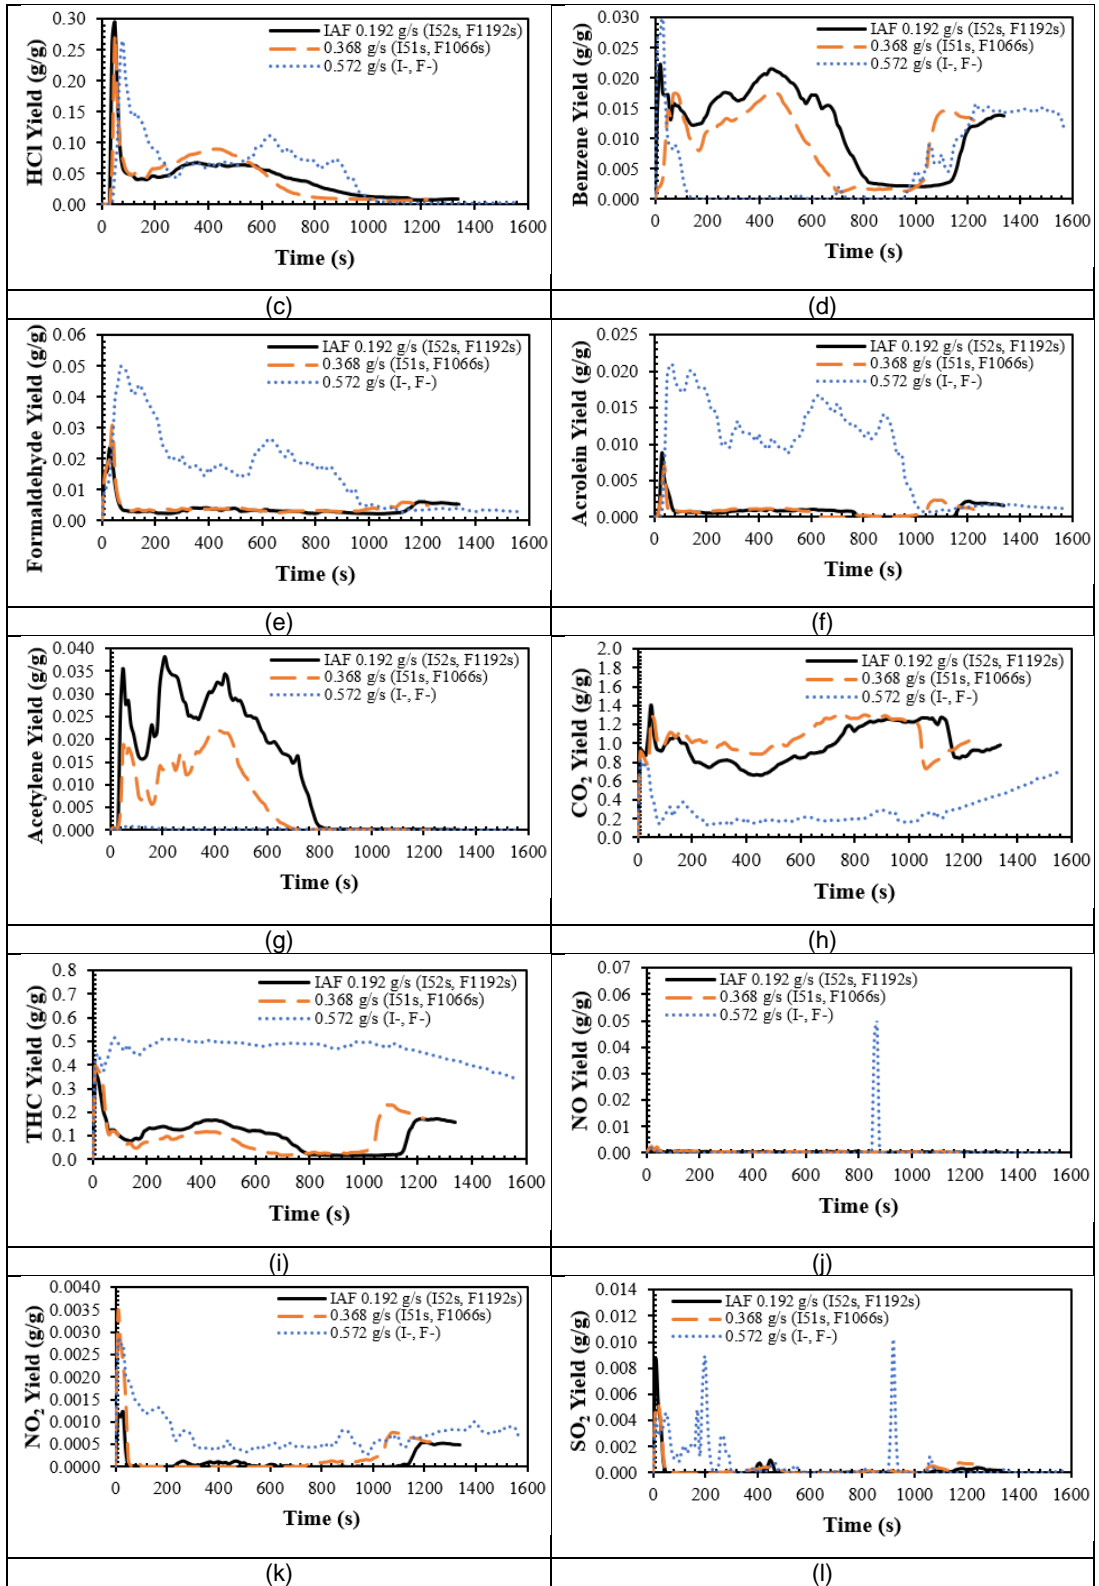 HCl Yield (g/g)
0.30
0.25
0.20
0.15
0.10
0.05
0.00
IAF 0.192 g/s (I52s, F1192s)
0.368 g/s (I51s, F1066s)
0.572 g/s (I-, F-)
0 200 400 600 800 1000 1200 1400 1600
Time (s)
Benzene Yield (g/g)
0.030
0.025
0.020
0.015
0.010
0.005
0.000
IAF 0.192 g/s (I52s, F1192s)
0.368 g/s (I51s, F1066s)
0.572 g/s (I-, F-)
0 200 400 600 800 1000 1200 1400 1600
Time (s)
(c)
(d)
Formaldehyde Yield (g/g)
0.06
0.05
0.04
0.03
0.02
0.01
0.00
IAF 0.192 g/s (I52s, F1192s)
0.368 g/s (I51s, F1066s)
0.572 g/s (I-, F-)
0 200 400 600 800 1000 1200 1400 1600
Time (s)
Acrolein Yield (g/g)
0.025
0.020
0.015
0.010
0.005
0.000
IAF 0.192 g/s (I52s, F1192s)
0.368 g/s (I51s, F1066s)
0.572 g/s (I-, F-)
0 200 400 600 800 1000 1200 1400 1600
Time (s)
(e)
(f)
Acetylene Yield (g/g)
0.040
0.035
0.030
0.025
0.020
0.015
0.010
0.005
0.000
IAF 0.192 g/s (I52s, F1192s)
0.368 g/s (I51s, F1066s)
0.572 g/s (I-, F-)
0 200 400 600 800 1000 1200 1400 1600
Time (s)
CO2 Yield (g/g)
2.0
1.8
1.6
1.4
1.2
1.0
0.8
0.6
0.4
0.2
0.0
IAF 0.192 g/s (I52s, F1192s)
0.368 g/s (I51s, F1066s)
0.572 g/s (I-, F-)
0 200 400 600 800 1000 1200 1400 1600
Time (s)
(g)
(h)
THC Yield (g/g)
0.8
0.7
0.6
0.5
0.4
0.3
0.2
0.1
0.0
IAF 0.192 g/s (I52s, F1192s)
0.368 g/s (I51s, F1066s)
0.572 g/s (I-, F-)
0 200 400 600 800 1000 1200 1400 1600
Time (s)
NO Yield (g/g)
0.07
0.06
0.05
0.04
0.03
0.02
0.01
0.00
IAF 0.192 g/s (I52s, F1192s)
0.368 g/s (I51s, F1066s)
0.572 g/s (I-, F-)
0 200 400 600 800 1000 1200 1400 1600
Time (s)
(i)
(j)
NO2 Yield (g/g)
0.0040
0.0035
0.0030
0.0025
0.0020
0.0015
0.0010
0.0005
0.0000
IAF 0.192 g/s (I52s, F1192s)
0.368 g/s (I51s, F1066s)
0.572 g/s (I-, F-)
0 200 400 600 800 1000 1200 1400 1600
Time (s)
SO2 Yield (g/g)
0.014
0.012
0.010
0.008
0.006
0.004
0.002
0.000
IAF 0.192 g/s (I52s, F1192s)
0.368 g/s (I51s, F1066s)
0.572 g/s (I-, F-)
0 200 400 600 800 1000 1200 1400 1600
Time (s)
(k)
(l)